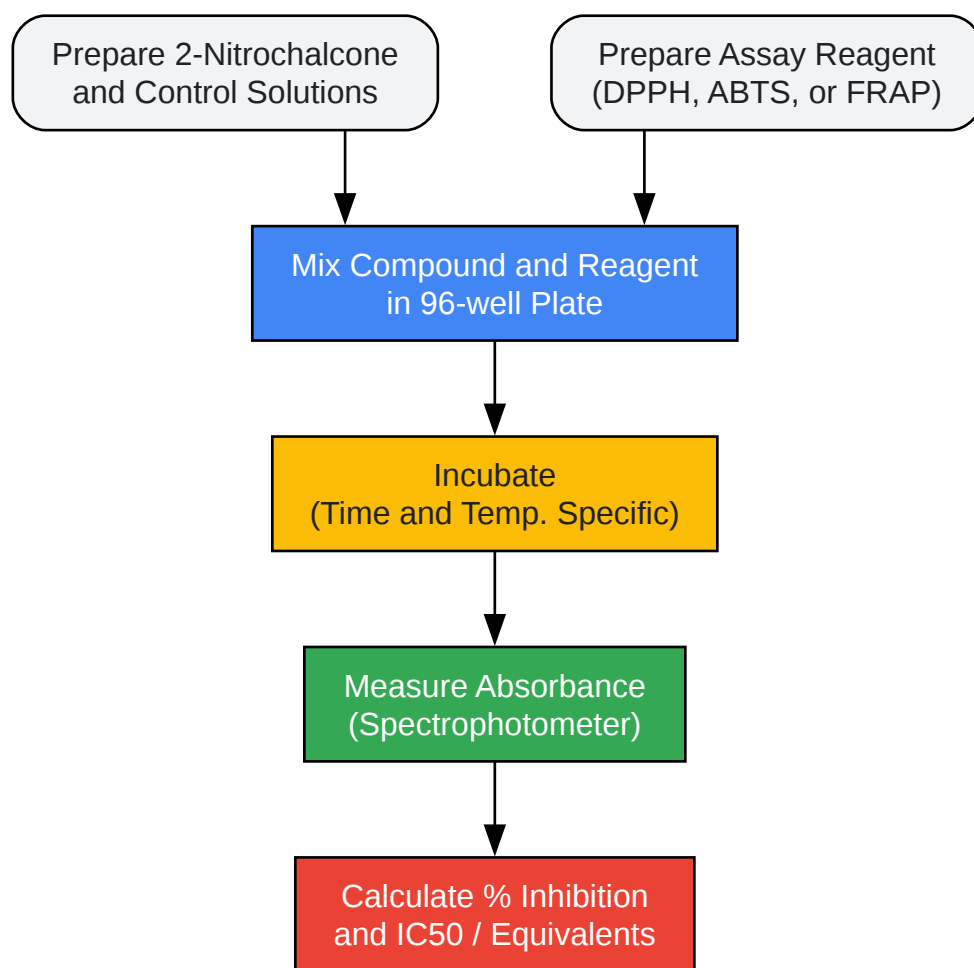 Prepare 2-Nitrochalcone
and Control Solutions
Prepare Assay Reagent
(DPPH, ABTS, or FRAP)
Mix Compound and Reagent
in 96-well Plate
Incubate
(Time and Temp. Specific)
Measure Absorbance
(Spectrophotometer)
Calculate % Inhibition
and IC50 / Equivalents